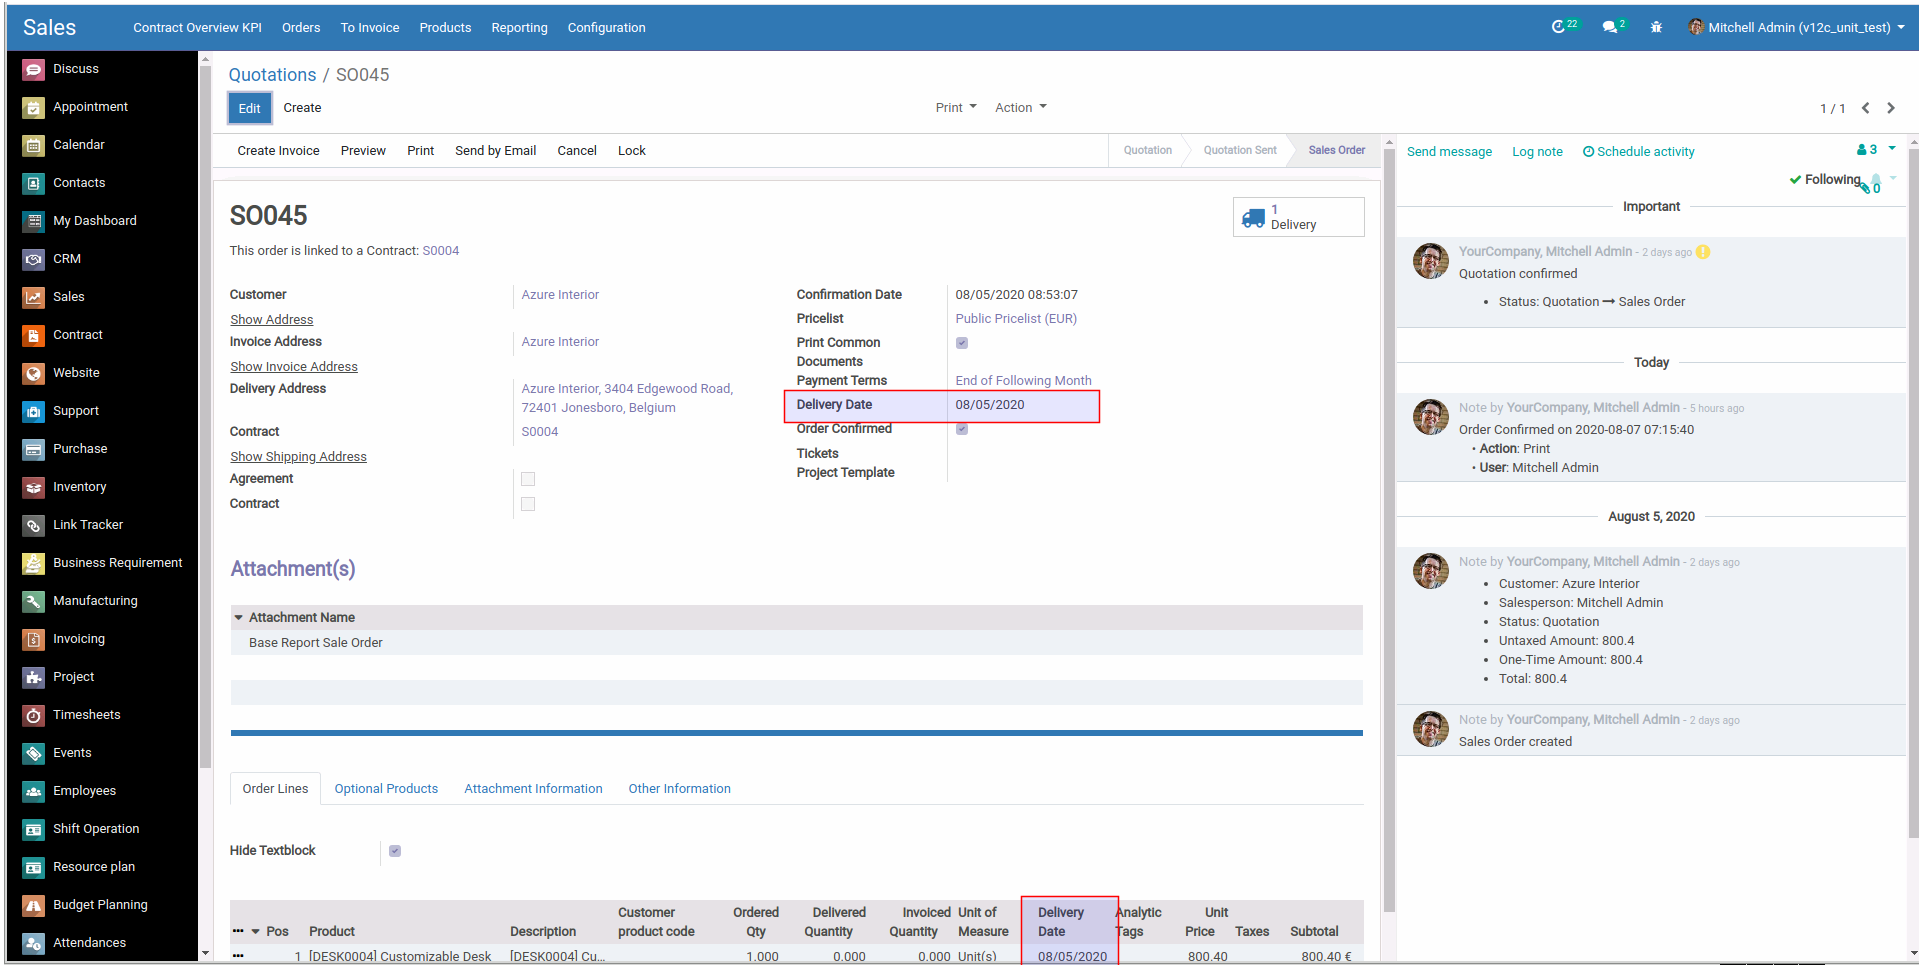 Sales
Contract Overview KPI Orders To Invoice Products Reporting Configuration
22 2 Mitchell Admin (v12c_unit_test)
Discuss
Appointment
Calendar
Contacts
My Dashboard
CRM
Sales
Contract
Website
Support
Purchase
Inventory
Link Tracker
Business Requirement
Manufacturing
Invoicing
Project
Timesheets
Events
Employees
Shift Operation
Resource plan
Budget Planning
Attendances
Quotations / SO045
Edit Create Print Action 1 / 1
Create Invoice Preview Print Send by Email Cancel Lock
Quotation Quotation Sent Sales Order
SO045
1
Delivery
This order is linked to a Contract: S0004
Customer Azure Interior
Show Address
Invoice Address Azure Interior
Show Invoice Address
Delivery Address Azure Interior, 3404 Edgewood Road,
72401 Jonesboro, Belgium
Contract S0004
Show Shipping Address
Agreement
Contract
Confirmation Date 08/05/2020 08:53:07
Pricelist Public Pricelist (EUR)
Print Common
Documents
Payment Terms End of Following Month
Delivery Date 08/05/2020
Order Confirmed
Tickets
Project Template
Attachment(s)
Attachment Name
Base Report Sale Order
Order Lines Optional Products Attachment Information Other Information
Hide Textblock
Pos Product Description Customer product code Ordered Qty Delivered Quantity Invoiced Quantity Unit of Measure Delivery Date Analytic Tags Unit Price Taxes Subtotal
1 [DESK0004] Customizable Desk [DESK0004] Cu... 1.000 0.000 0.000 Unit(s) 08/05/2020 800.40 800.40 €
Send message Log note Schedule activity 3
Following 0
Important
YourCompany, Mitchell Admin - 2 days ago
Quotation confirmed
• Status: Quotation → Sales Order
Today
Note by YourCompany, Mitchell Admin - 5 hours ago
Order Confirmed on 2020-08-07 07:15:40
• Action: Print
• User: Mitchell Admin
August 5, 2020
Note by YourCompany, Mitchell Admin - 2 days ago
• Customer: Azure Interior
• Salesperson: Mitchell Admin
• Status: Quotation
• Untaxed Amount: 800.4
• One-Time Amount: 800.4
• Total: 800.4
Note by YourCompany, Mitchell Admin - 2 days ago
Sales Order created